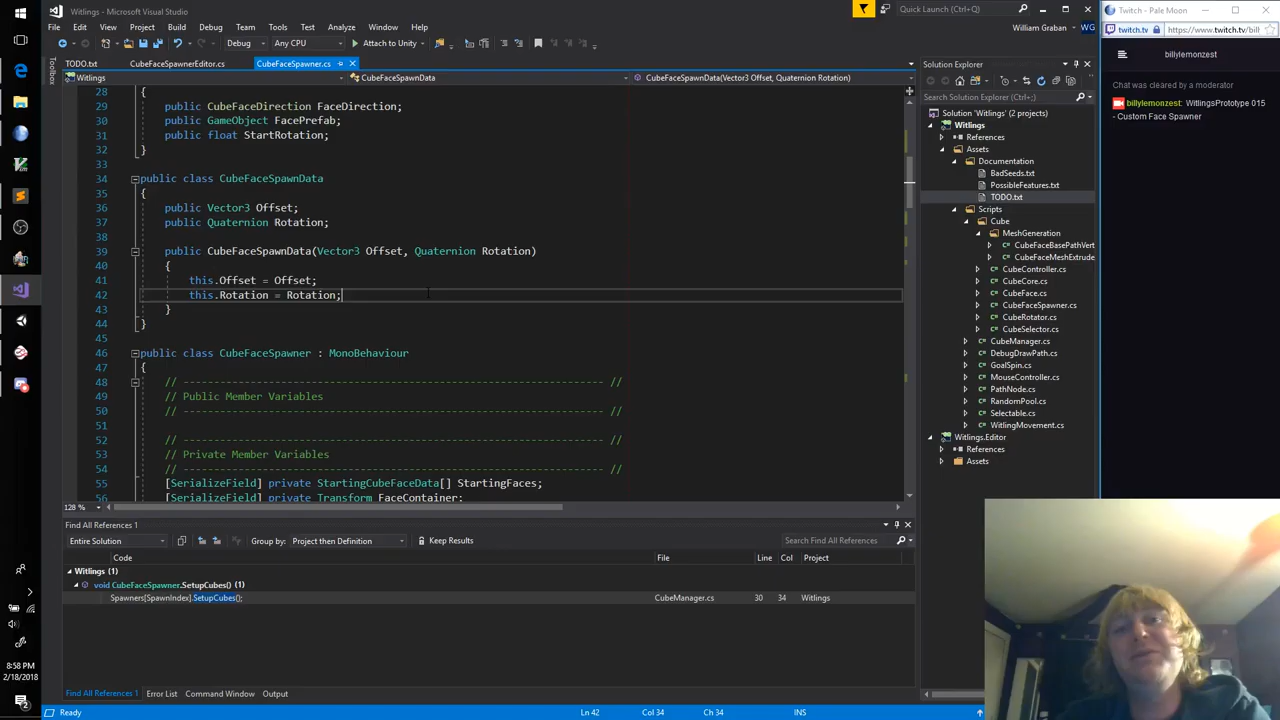 Witlings - Microsoft Visual Studio
Quick Launch (Ctrl+Q)
File Edit View Project Build Debug Team Tools Test Analyze Window Help
William Graban WG
Debug Any CPU Attach to Unity
TODO.txt CubeFaceSpawnerEditor.cs CubeFaceSpawner.cs
Toolbox
Witlings CubeFaceSpawnData CubeFaceSpawnData(Vector3 Offset, Quaternion Rotation)
28 {
29 public CubeFaceDirection FaceDirection;
30 public GameObject FacePrefab;
31 public float StartRotation;
32 }
33
34 public class CubeFaceSpawnData
35 {
36 public Vector3 Offset;
37 public Quaternion Rotation;
38
39 public CubeFaceSpawnData(Vector3 Offset, Quaternion Rotation)
40 {
41 this.Offset = Offset;
42 this.Rotation = Rotation;
43 }
44 }
45
46 public class CubeFaceSpawner : MonoBehaviour
47 {
48 // --------------------------------------------------------------------- //
49 // Public Member Variables
50 // --------------------------------------------------------------------- //
51
52 // --------------------------------------------------------------------- //
53 // Private Member Variables
54 // --------------------------------------------------------------------- //
55 [SerializeField] private StartingCubeFaceData[] StartingFaces;
56 [SerializeField] private Transform FaceContainer;
128 %
Find All References 1
Entire Solution Group by: Project then Definition Keep Results Search Find All References
Code File Line Col Project
Witlings (1)
void CubeFaceSpawner.SetupCubes() (1)
Spawners[SpawnIndex].SetupCubes(); CubeManager.cs 30 34 Witlings
Find All References 1 Error List Command Window Output
Ready Ln 42 Col 34 Ch 34 INS
Solution Explorer
Search Solution Explorer (Ctrl+;)
Solution 'Witlings' (2 projects)
Witlings
References
Assets
Documentation
BadSeeds.txt
PossibleFeatures.txt
TODO.txt
Scripts
Cube
MeshGeneration
CubeFaceBasePathVert
CubeFaceMeshExtrude
CubeController.cs
CubeCore.cs
CubeFace.cs
CubeFaceSpawner.cs
CubeRotator.cs
CubeSelector.cs
CubeManager.cs
DebugDrawPath.cs
GoalSpin.cs
MouseController.cs
PathNode.cs
RandomPool.cs
Selectable.cs
WitlingMovement.cs
Witlings.Editor
References
Assets
Twitch - Pale Moon
twitch.tv https://www.twitch.tv/bill
billylemonzest
Chat was cleared by a moderator
billylemonzest: WitlingsPrototype 015
- Custom Face Spawner
8:58 PM
2/18/2018
2